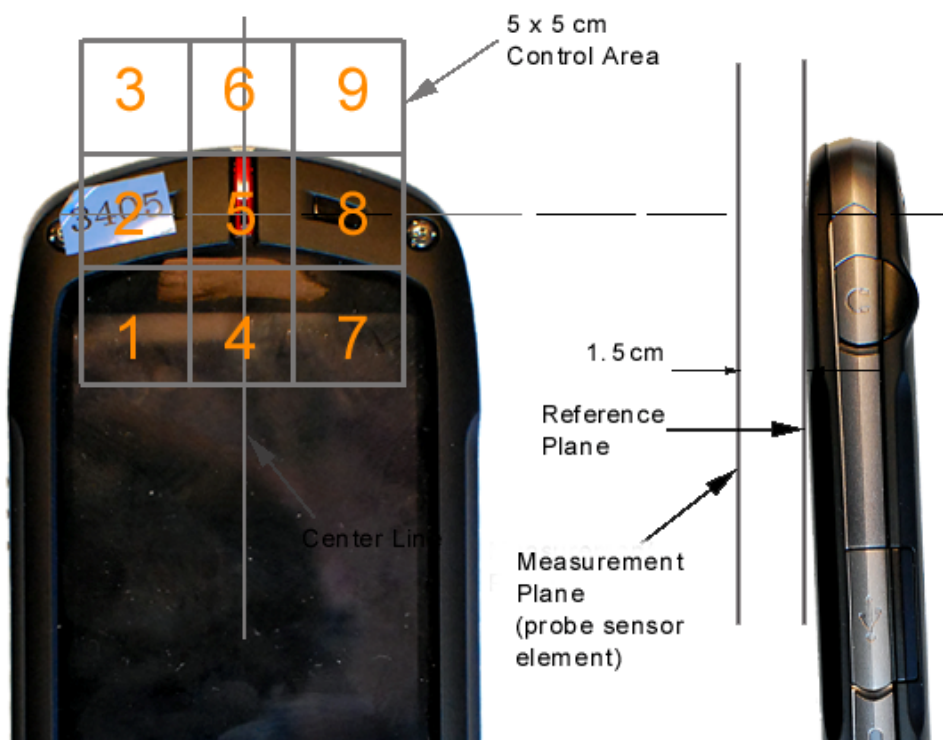 5 x 5 cm
Control Area
3 6 9
3405
2 5 8
1 4 7
1.5cm
Reference
Plane
Center Line
Measurement
Plane
(probe sensor
element)